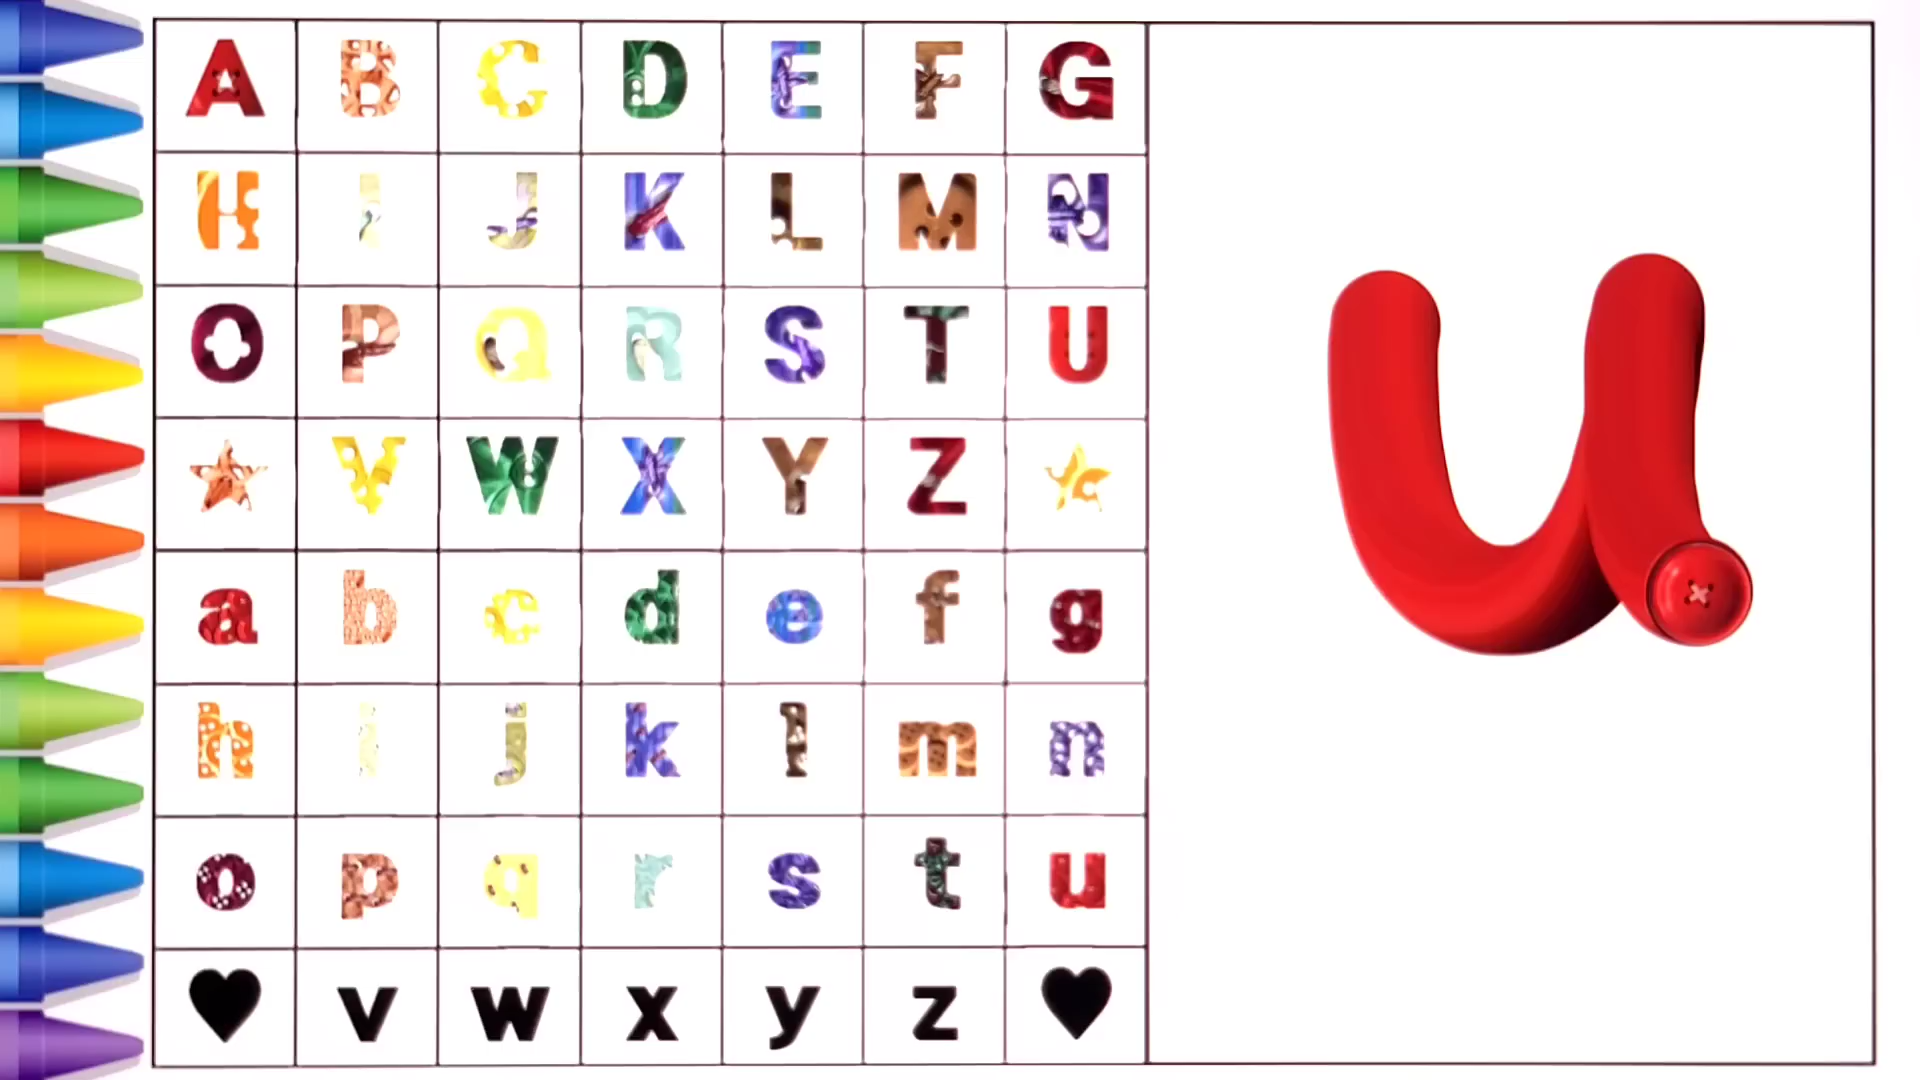 A B C D E F G
H I J K L M N
O P Q R S T U
V W X Y Z
a b c d e f g
h i j k l m n
o p q r s t u
v w x y z
u